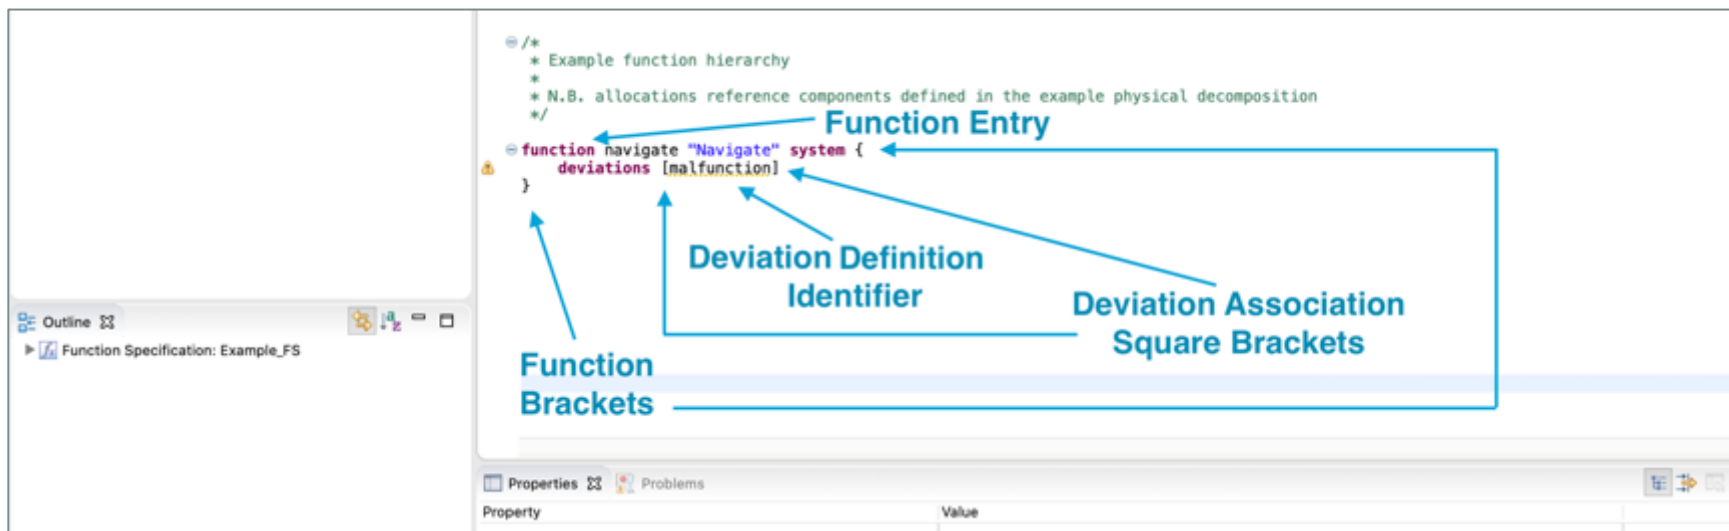 /*
* Example function hierarchy
*
* N.B. allocations reference components defined in the example physical decomposition
*/
Function Entry
function navigate "Navigate" system {
deviations [malfunction]
}
Deviation Definition
Identifier
Deviation Association
Square Brackets
Function
Brackets
Outline
Function Specification: Example_FS
Properties
Problems
Property
Value